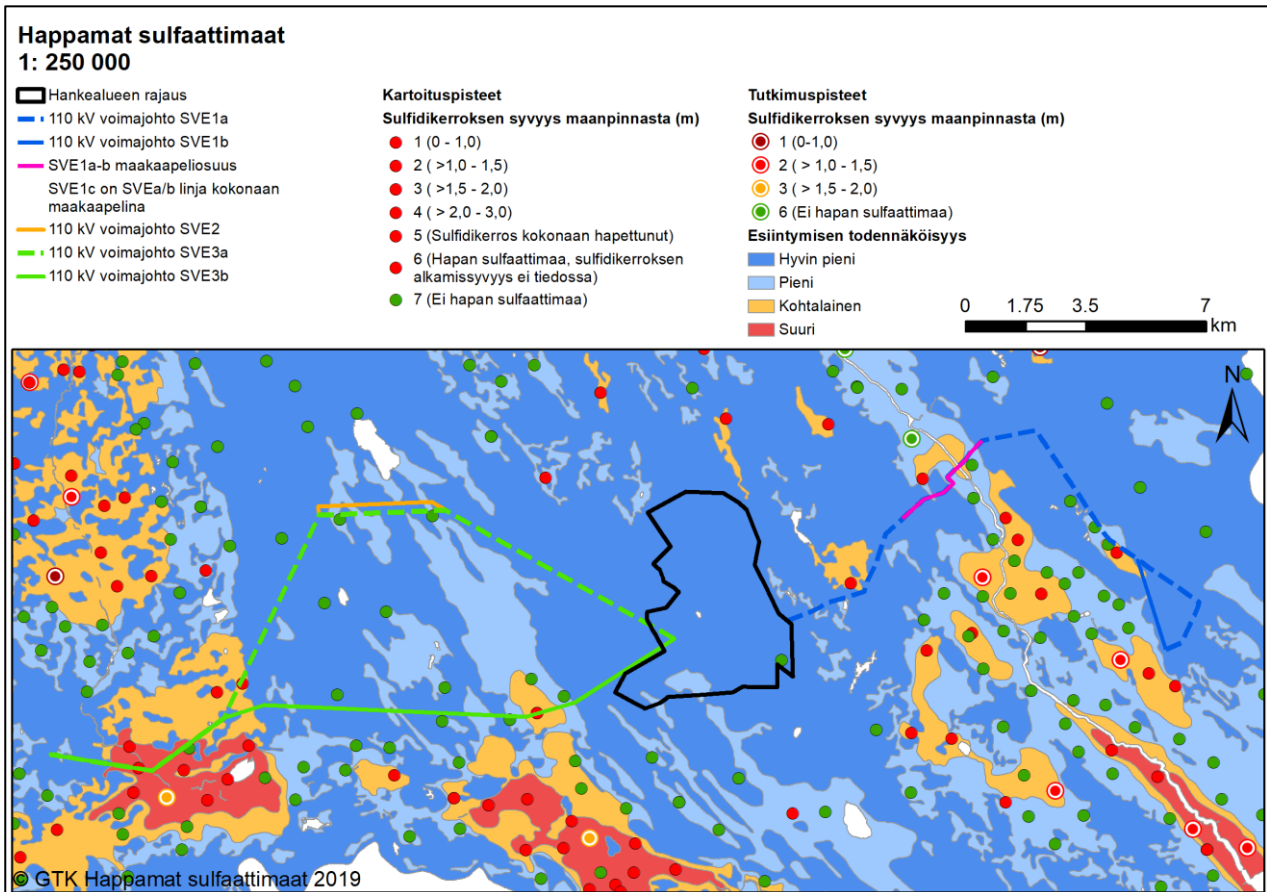 Happamat sulfaattimaat
1: 250 000
Hankealueen rajaus
110 kV voimajohto SVE1a
110 kV voimajohto SVE1b
SVE1a-b maakaapeliosuus
SVE1c on SVEa/b linja kokonaan
maakaapelina
110 kV voimajohto SVE2
110 kV voimajohto SVE3a
110 kV voimajohto SVE3b
Kartoituspisteet
Sulfidikerroksen syvyys maanpinnasta (m)
1 (0 - 1,0)
2 ( >1,0 - 1,5)
3 ( >1,5 - 2,0)
4 ( > 2,0 - 3,0)
5 (Sulfidikerros kokonaan hapettunut)
6 (Hapan sulfaattimaa, sulfidikerroksen
alkamissyvyys ei tiedossa)
7 (Ei hapan sulfaattimaa)
Tutkimuspisteet
Sulfidikerroksen syvyys maanpinnasta (m)
1 (0-1,0)
2 ( > 1,0 - 1,5)
3 ( > 1,5 - 2,0)
6 (Ei hapan sulfaattimaa)
Esiintymisen todennäköisyys
Hyvin pieni
Pieni
Kohtalainen
Suuri
0 1.75 3.5 7
km
N
© GTK Happamat sulfaattimaat 2019